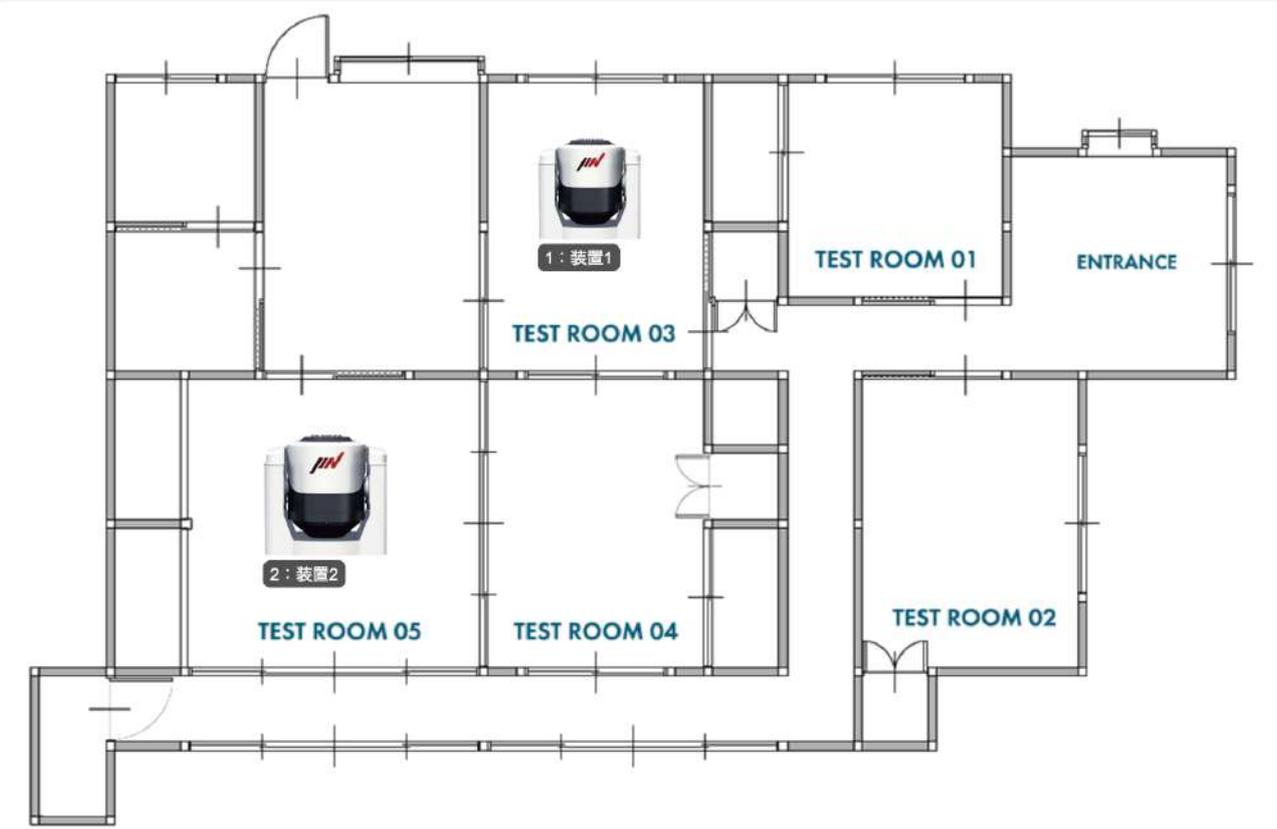 1：装置1
TEST ROOM 01
ENTRANCE
TEST ROOM 03
2：装置2
TEST ROOM 05
TEST ROOM 04
TEST ROOM 02